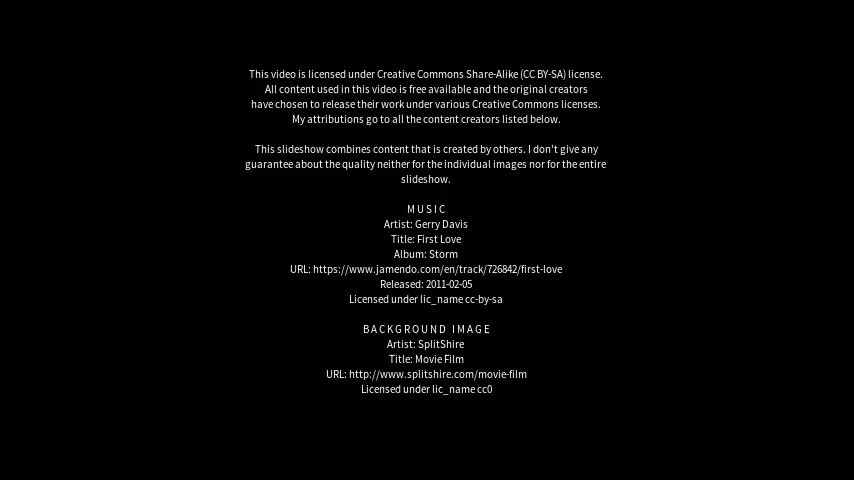 This video is licensed under Creative Commons Share-Alike (CC BY-SA) license.
All content used in this video is free available and the original creators
have chosen to release their work under various Creative Commons licenses.
My attributions go to all the content creators listed below.
This slideshow combines content that is created by others. I don't give any
guarantee about the quality neither for the individual images nor for the entire
slideshow.
MUSIC
Artist: Gerry Davis
Title: First Love
Album: Storm
URL: https://www.jamendo.com/en/track/726842/first-love
Released: 2011-02-05
Licensed under lic_name cc-by-sa
BACKGROUND IMAGE
Artist: SplitShire
Title: Movie Film
URL: http://www.splitshire.com/movie-film
Licensed under lic_name cc0